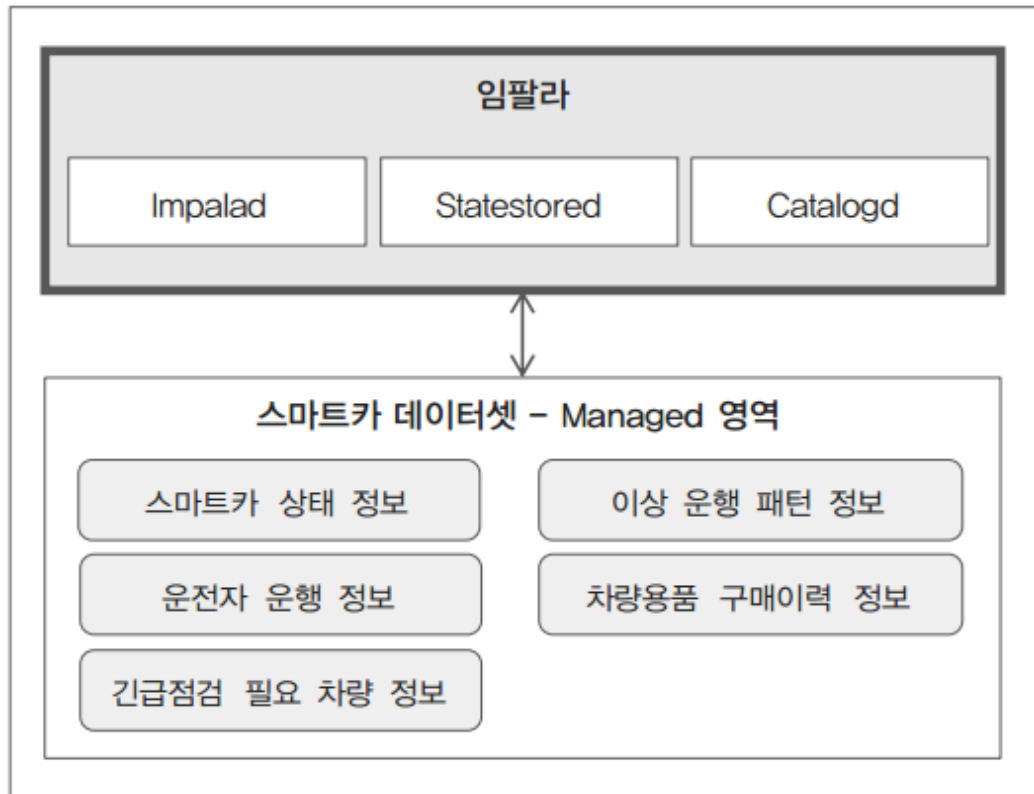 임팔라
Impalad
Statestored
Catalogd
스마트카 데이터셋 – Managed 영역
스마트카 상태 정보
이상 운행 패턴 정보
운전자 운행 정보
차량용품 구매이력 정보
긴급점검 필요 차량 정보